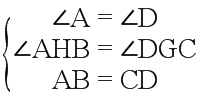 ∠A = ∠D
∠AHB = ∠DGC
AB = CD